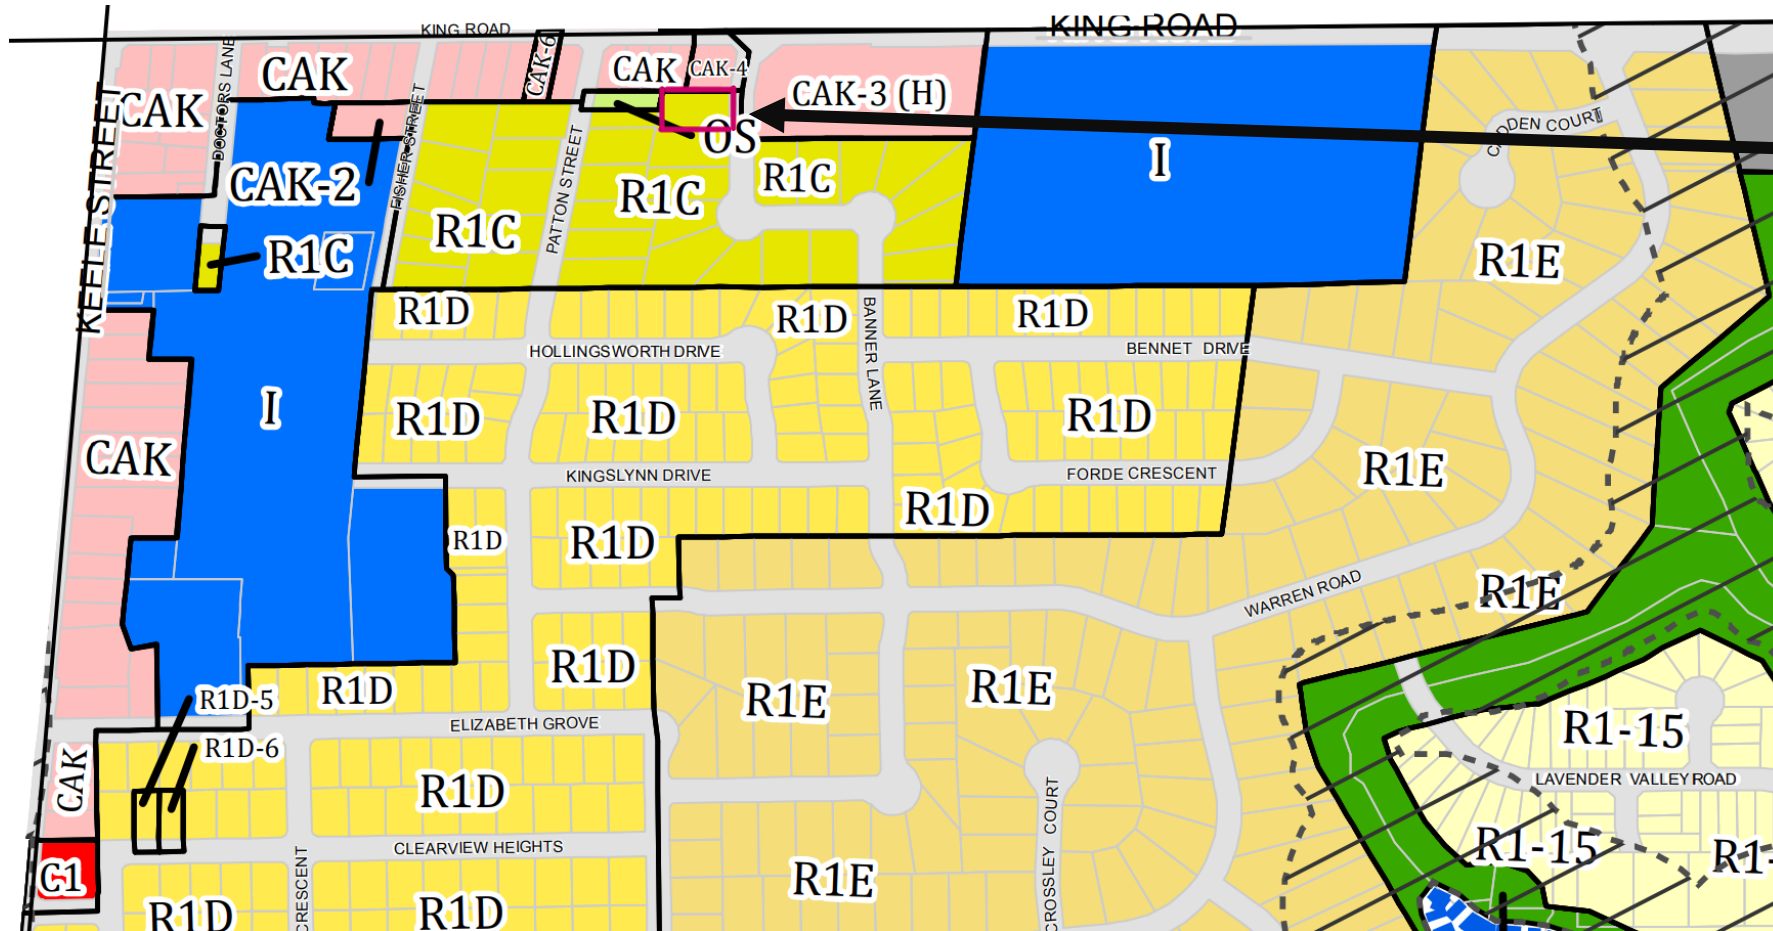 KING ROAD
KING ROAD
CAK
CAK-6
CAK
CAK-4
CAK-3 (H)
CAK
DOCTORS LANE
FISHER STREET
KEELE STREET
OS
CADDEN COURT
I
CAK-2
R1C
R1C
R1C
PATTON STREET
R1C
R1E
R1D
R1D
R1D
BANNER LANE
HOLLINGSWORTH DRIVE
BENNET DRIVE
I
R1D
R1D
R1D
CAK
KINGSLYNN DRIVE
FORDE CRESCENT
R1E
R1D
R1D
R1D
WARREN ROAD
R1E
R1D-5
R1D
R1D
R1E
R1E
ELIZABETH GROVE
R1-15
R1D-6
CAK
R1D
LAVENDER VALLEY ROAD
CLEARVIEW HEIGHTS
CROSSLEY COURT
R1-15
R1-
C1
R1E
CRESCENT
R1D
R1D